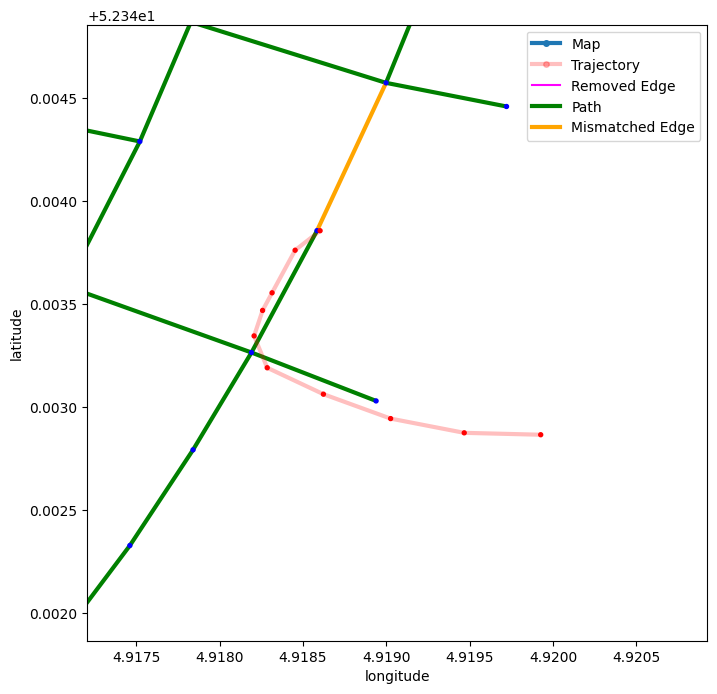 +5.234e1
Map
Trajectory
Removed Edge
Path
Mismatched Edge
0.0045
0.0040
0.0035
0.0030
0.0025
0.0020
latitude
4.9175
4.9180
4.9185
4.9190
4.9195
4.9200
4.9205
longitude